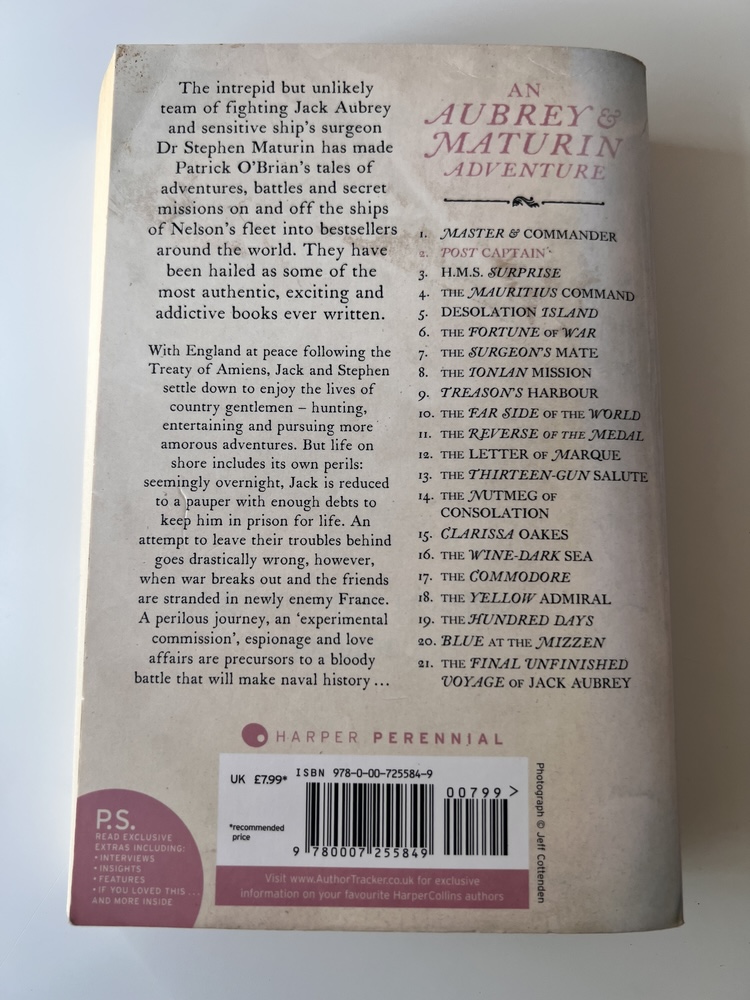 The intrepid but unlikely
team of fighting Jack Aubrey
and sensitive ship's surgeon
Dr Stephen Maturin has made
Patrick O'Brian's tales of
adventures, battles and secret
missions on and off the ships
of Nelson's fleet into bestsellers
around the world. They have
been hailed as some of the
most authentic, exciting and
addictive books ever written.
With England at peace following the
Treaty of Amiens, Jack and Stephen
settle down to enjoy the lives of
country gentlemen – hunting,
entertaining and pursuing more
amorous adventures. But life on
shore includes its own perils:
seemingly overnight, Jack is reduced
to a pauper with enough debts to
keep him in prison for life. An
attempt to leave their troubles behind
goes drastically wrong, however,
when war breaks out and the friends
are stranded in newly enemy France.
A perilous journey, an 'experimental
commission', espionage and love
affairs are precursors to a bloody
battle that will make naval history ...
AN
AUBREY &
MATURIN
ADVENTURE
1. MASTER & COMMANDER
2. POST CAPTAIN
3. H.M.S. SURPRISE
4. THE MAURITIUS COMMAND
5. DESOLATION ISLAND
6. THE FORTUNE OF WAR
7. THE SURGEON'S MATE
8. THE IONIAN MISSION
9. TREASON'S HARBOUR
10. THE FAR SIDE OF THE WORLD
11. THE REVERSE OF THE MEDAL
12. THE LETTER OF MARQUE
13. THE THIRTEEN-GUN SALUTE
14. THE NUTMEG OF
CONSOLATION
15. CLARISSA OAKES
16. THE WINE-DARK SEA
17. THE COMMODORE
18. THE YELLOW ADMIRAL
19. THE HUNDRED DAYS
20. BLUE AT THE MIZZEN
21. THE FINAL UNFINISHED
VOYAGE OF JACK AUBREY
HARPER PERENNIAL
P.S.
READ EXCLUSIVE
EXTRAS INCLUDING:
• INTERVIEWS
• INSIGHTS
• FEATURES
• IF YOU LOVED THIS ...
AND MORE INSIDE
UK £7.99*
*recommended
price
ISBN 978-0-00-725584-9
00799 >
9 780007 255849
Visit www.AuthorTracker.co.uk for exclusive
information on your favourite HarperCollins authors
Photograph © Jeff Cottenden